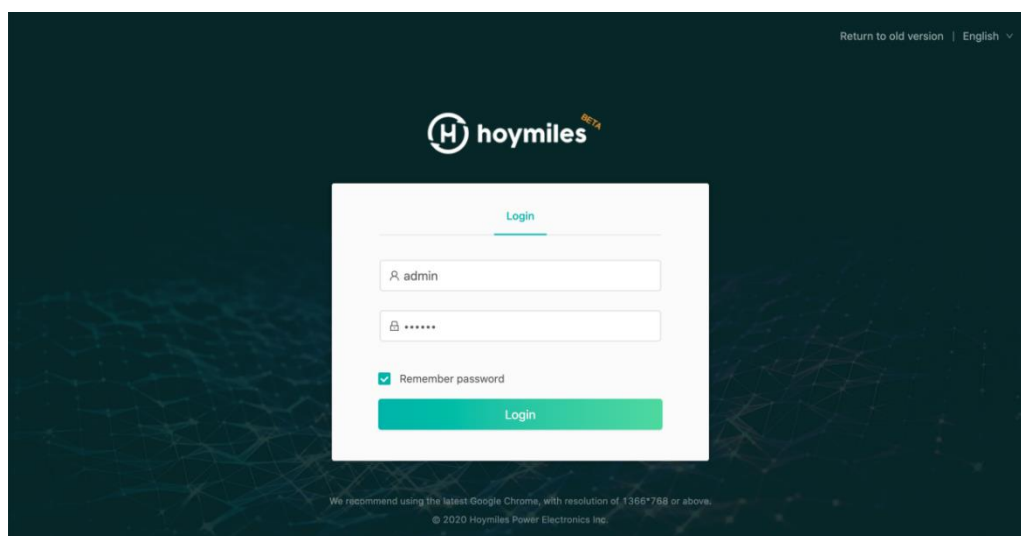 Return to old version | English
hoymiles BETA
Login
admin
••••••
Remember password
Login
We recommend using the latest Google Chrome, with resolution of 1366*768 or above.
© 2020 Hoymiles Power Electronics Inc.